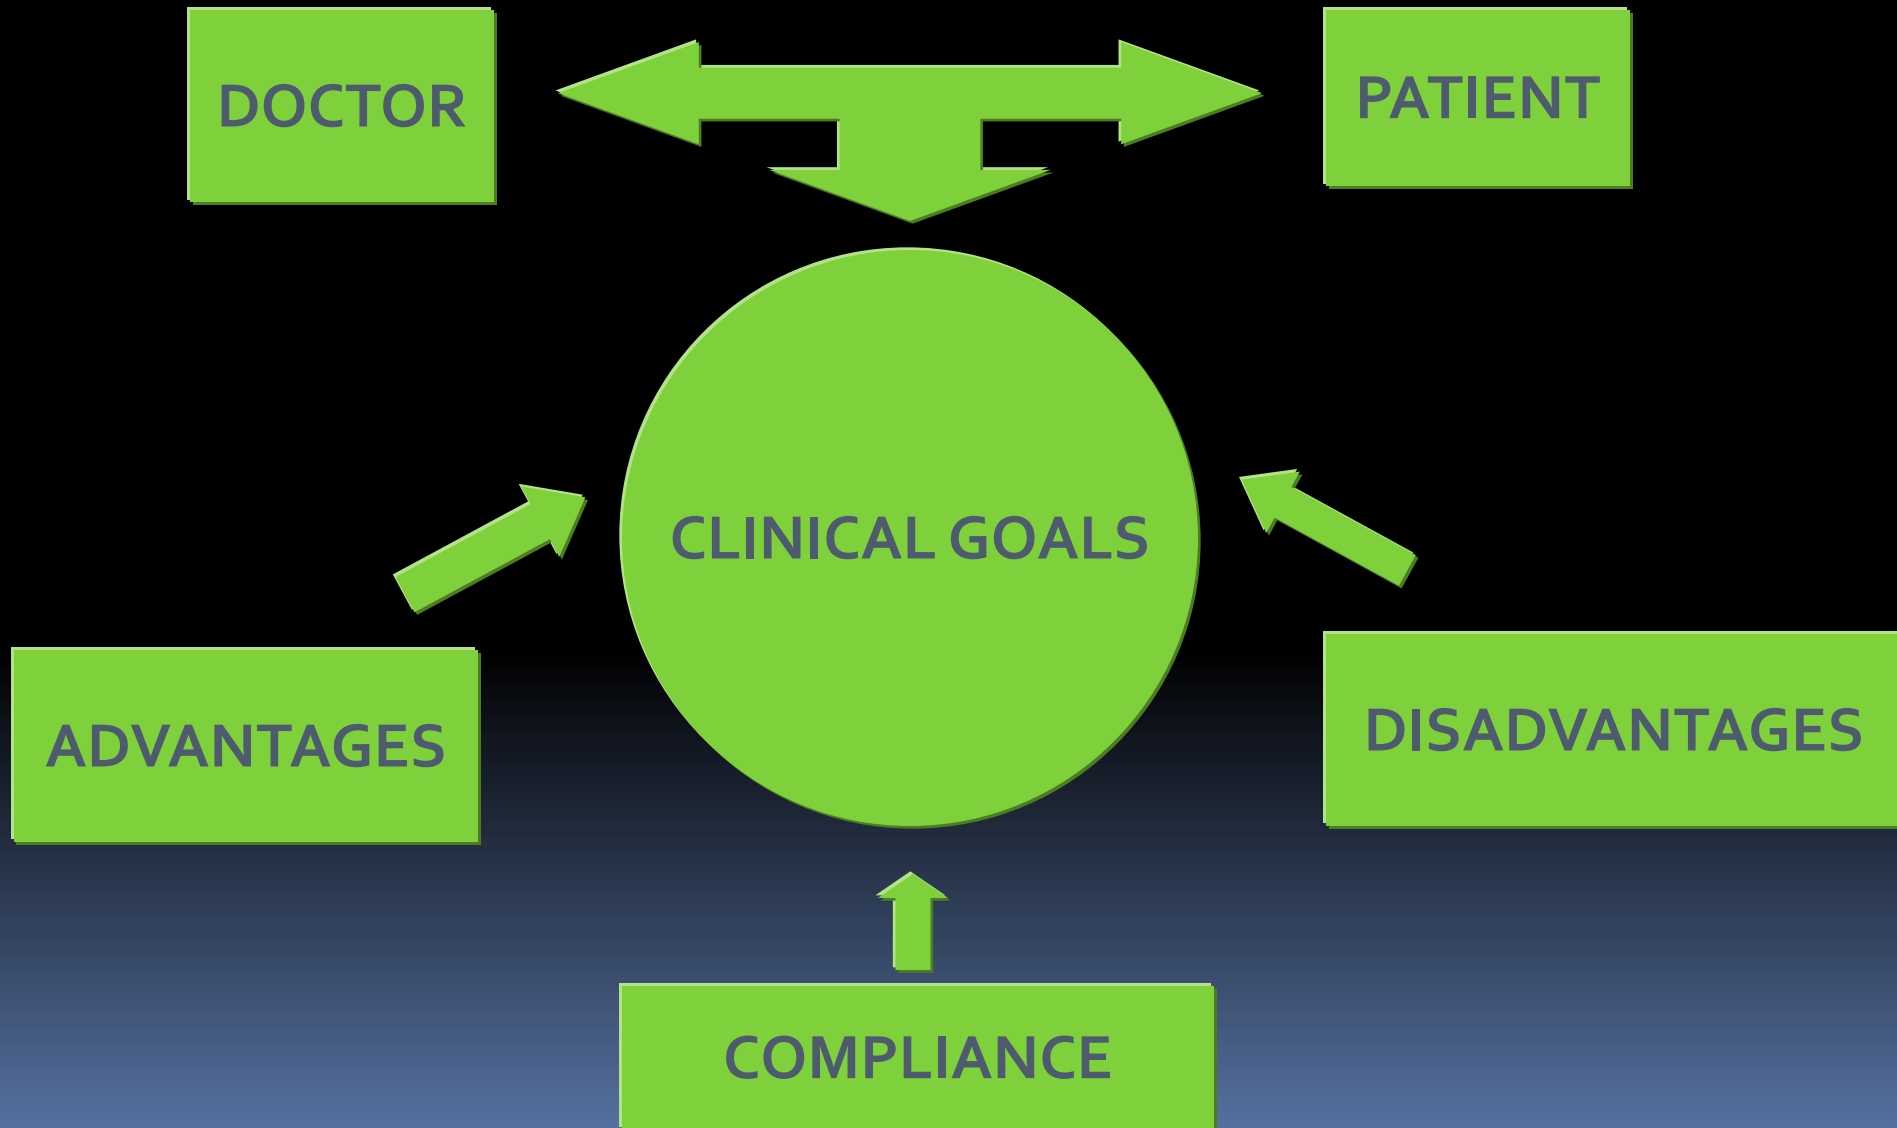 DOCTOR
PATIENT
CLINICAL GOALS
ADVANTAGES
DISADVANTAGES
COMPLIANCE